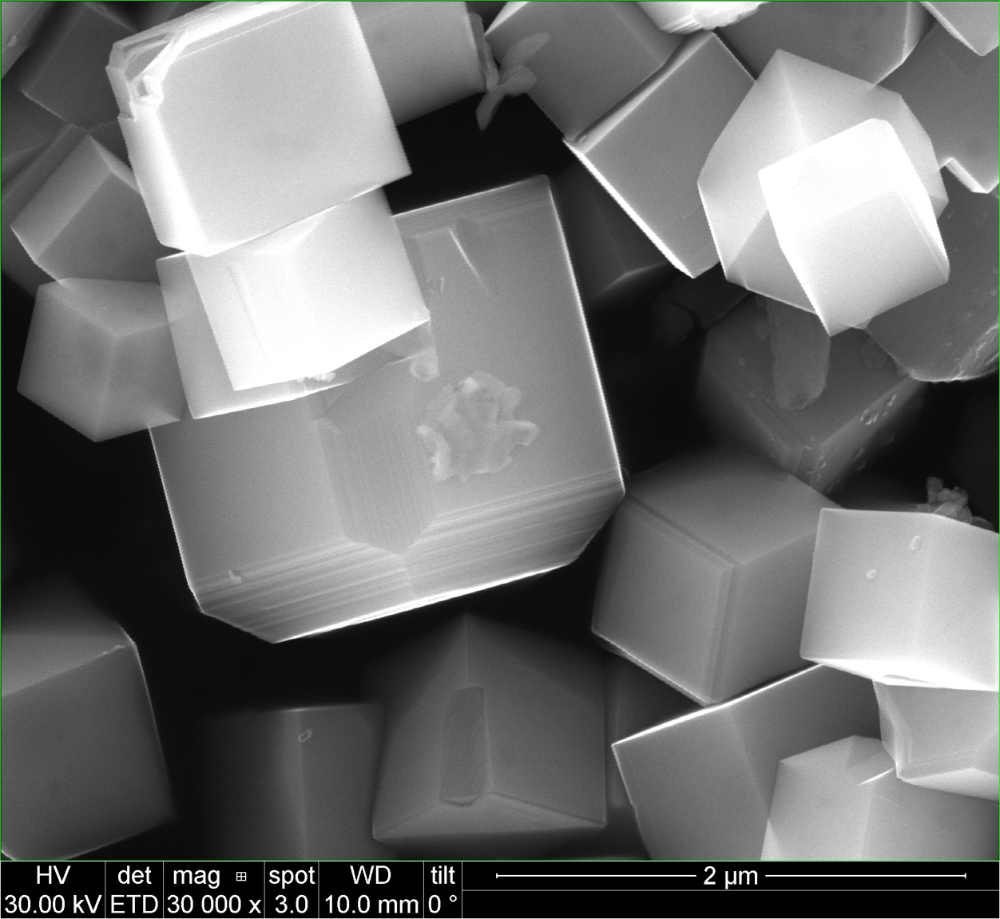 HV det mag ⊞ spot WD tilt 2 µm
30.00 kV ETD 30 000 x 3.0 10.0 mm 0 °